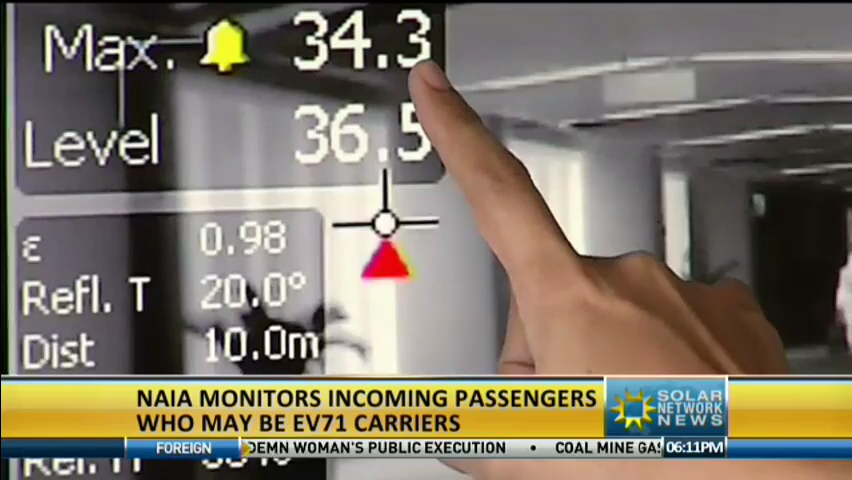 Max. 34.3
Level 36.5
ε 0.98
Refl. T 20.0°
Dist 10.0m
NAIA MONITORS INCOMING PASSENGERS
WHO MAY BE EV71 CARRIERS
SOLAR
NETWORK
NEWS
FOREIGN DEMN WOMAN'S PUBLIC EXECUTION • COAL MINE GAS 06:11PM